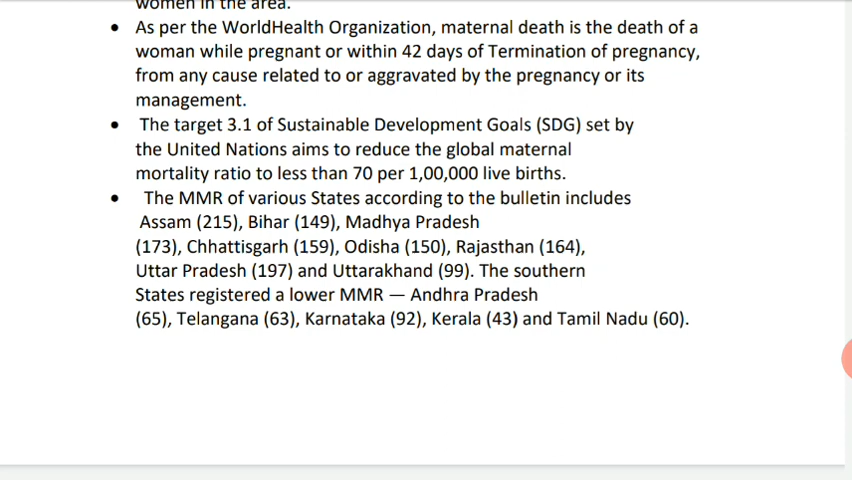 women in the area.
• As per the WorldHealth Organization, maternal death is the death of a
woman while pregnant or within 42 days of Termination of pregnancy,
from any cause related to or aggravated by the pregnancy or its
management.
• The target 3.1 of Sustainable Development Goals (SDG) set by
the United Nations aims to reduce the global maternal
mortality ratio to less than 70 per 1,00,000 live births.
• The MMR of various States according to the bulletin includes
Assam (215), Bihar (149), Madhya Pradesh
(173), Chhattisgarh (159), Odisha (150), Rajasthan (164),
Uttar Pradesh (197) and Uttarakhand (99). The southern
States registered a lower MMR — Andhra Pradesh
(65), Telangana (63), Karnataka (92), Kerala (43) and Tamil Nadu (60).